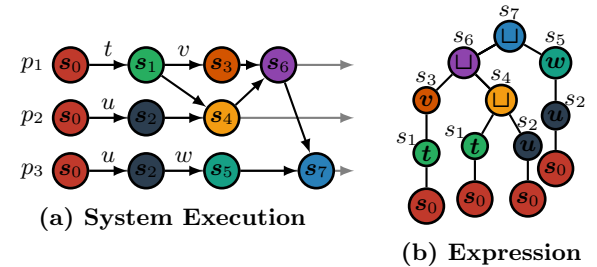 t v
p₁ s₀ s₁ s₃ s₆
u
p₂ s₀ s₂ s₄
u w
p₃ s₀ s₂ s₅ s₇
(a) System Execution
s₇
⊔
s₆ s₅
⊔ w
s₃ s₄ s₂
v ⊔ u
s₁ s₁ s₂ s₀
t t u
s₀ s₀ s₀
(b) Expression